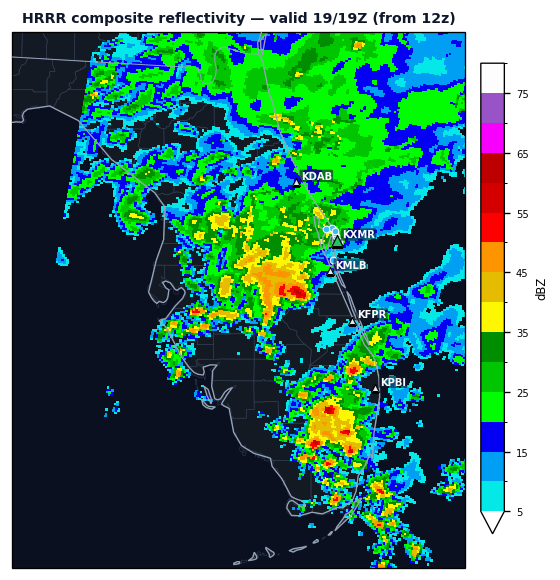 HRRR composite reflectivity — valid 19/19Z (from 12z)
KDAB
KXMR
KMLB
KFPR
KPBI
75
65
55
45
35
25
15
5
dBZ